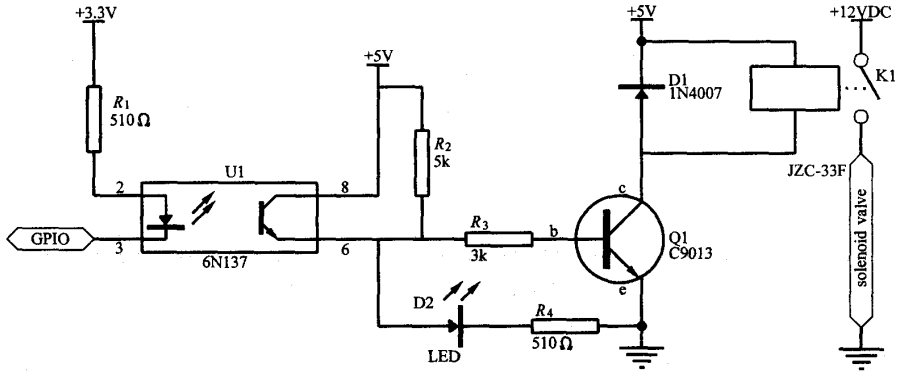 +3.3V
+5V
+12VDC
+5V
D1
1N4007
K1
R1
510Ω
R2
5k
JZC-33F
U1
2
8
c
R3
GPIO
b
Q1
C9013
3
6
6N137
3k
e
solenoid valve
D2
R4
LED
510Ω